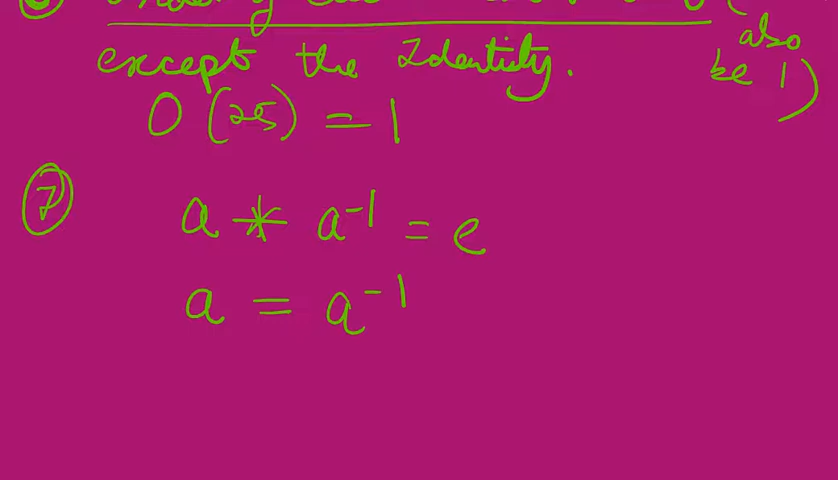 (also
except the Identity. be 1)
O (25) = 1
7
a * a⁻¹ = e
a = a⁻¹